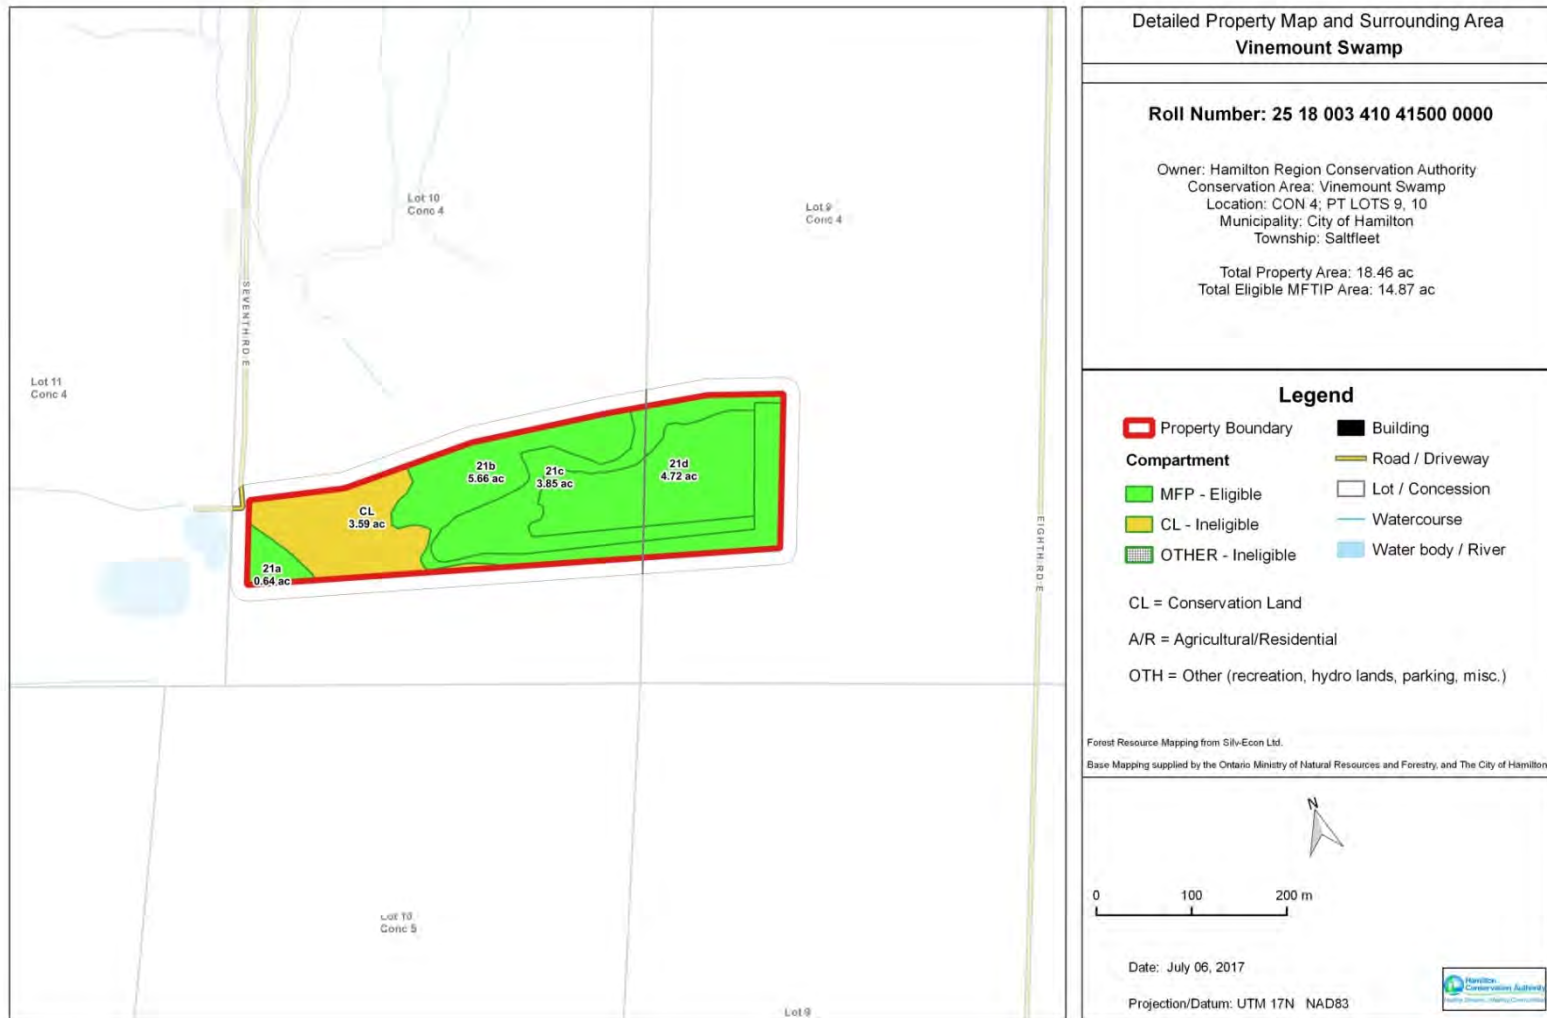 Detailed Property Map and Surrounding Area
Vinemount Swamp
Roll Number: 25 18 003 410 41500 0000
Owner: Hamilton Region Conservation Authority
Conservation Area: Vinemount Swamp
Location: CON 4; PT LOTS 9, 10
Municipality: City of Hamilton
Township: Saltfleet
Total Property Area: 18.46 ac
Total Eligible MFTIP Area: 14.87 ac
Legend
Property Boundary
Building
Compartment
Road / Driveway
MFP - Eligible
Lot / Concession
CL - Ineligible
Watercourse
OTHER - Ineligible
Water body / River
CL = Conservation Land
A/R = Agricultural/Residential
OTH = Other (recreation, hydro lands, parking, misc.)
Forest Resource Mapping from Silv-Econ Ltd.
Base Mapping supplied by the Ontario Ministry of Natural Resources and Forestry, and The City of Hamilton
N
0 100 200 m
Date: July 06, 2017
Projection/Datum: UTM 17N NAD83
Hamilton
Conservation Authority
Lot 10
Conc 4
Lot 9
Conc 4
SEVENTH RD E
Lot 11
Conc 4
21b
5.66 ac
21c
3.85 ac
21d
4.72 ac
CL
3.59 ac
21a
0.64 ac
EIGHTH RD E
Lot 10
Conc 5
Lot 9